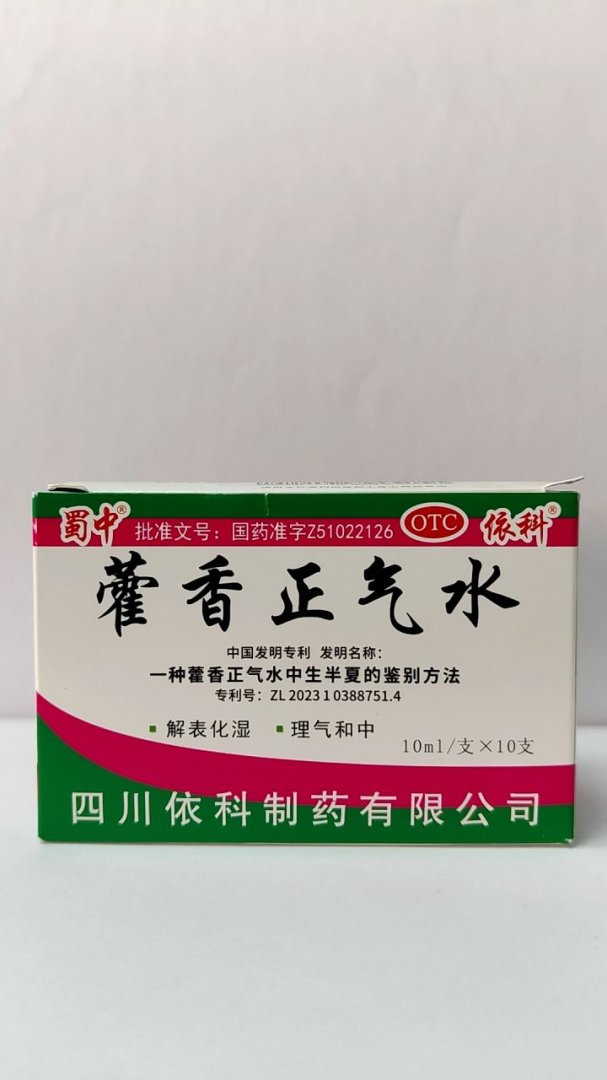 蜀中® 批准文号：国药准字Z51022126 OTC 依科®
藿香正气水
中国发明专利 发明名称：
一种藿香正气水中生半夏的鉴别方法
专利号：ZL 2023 1 0388751.4
▪ 解表化湿 ▪ 理气和中
10ml/支×10支
四川依科制药有限公司